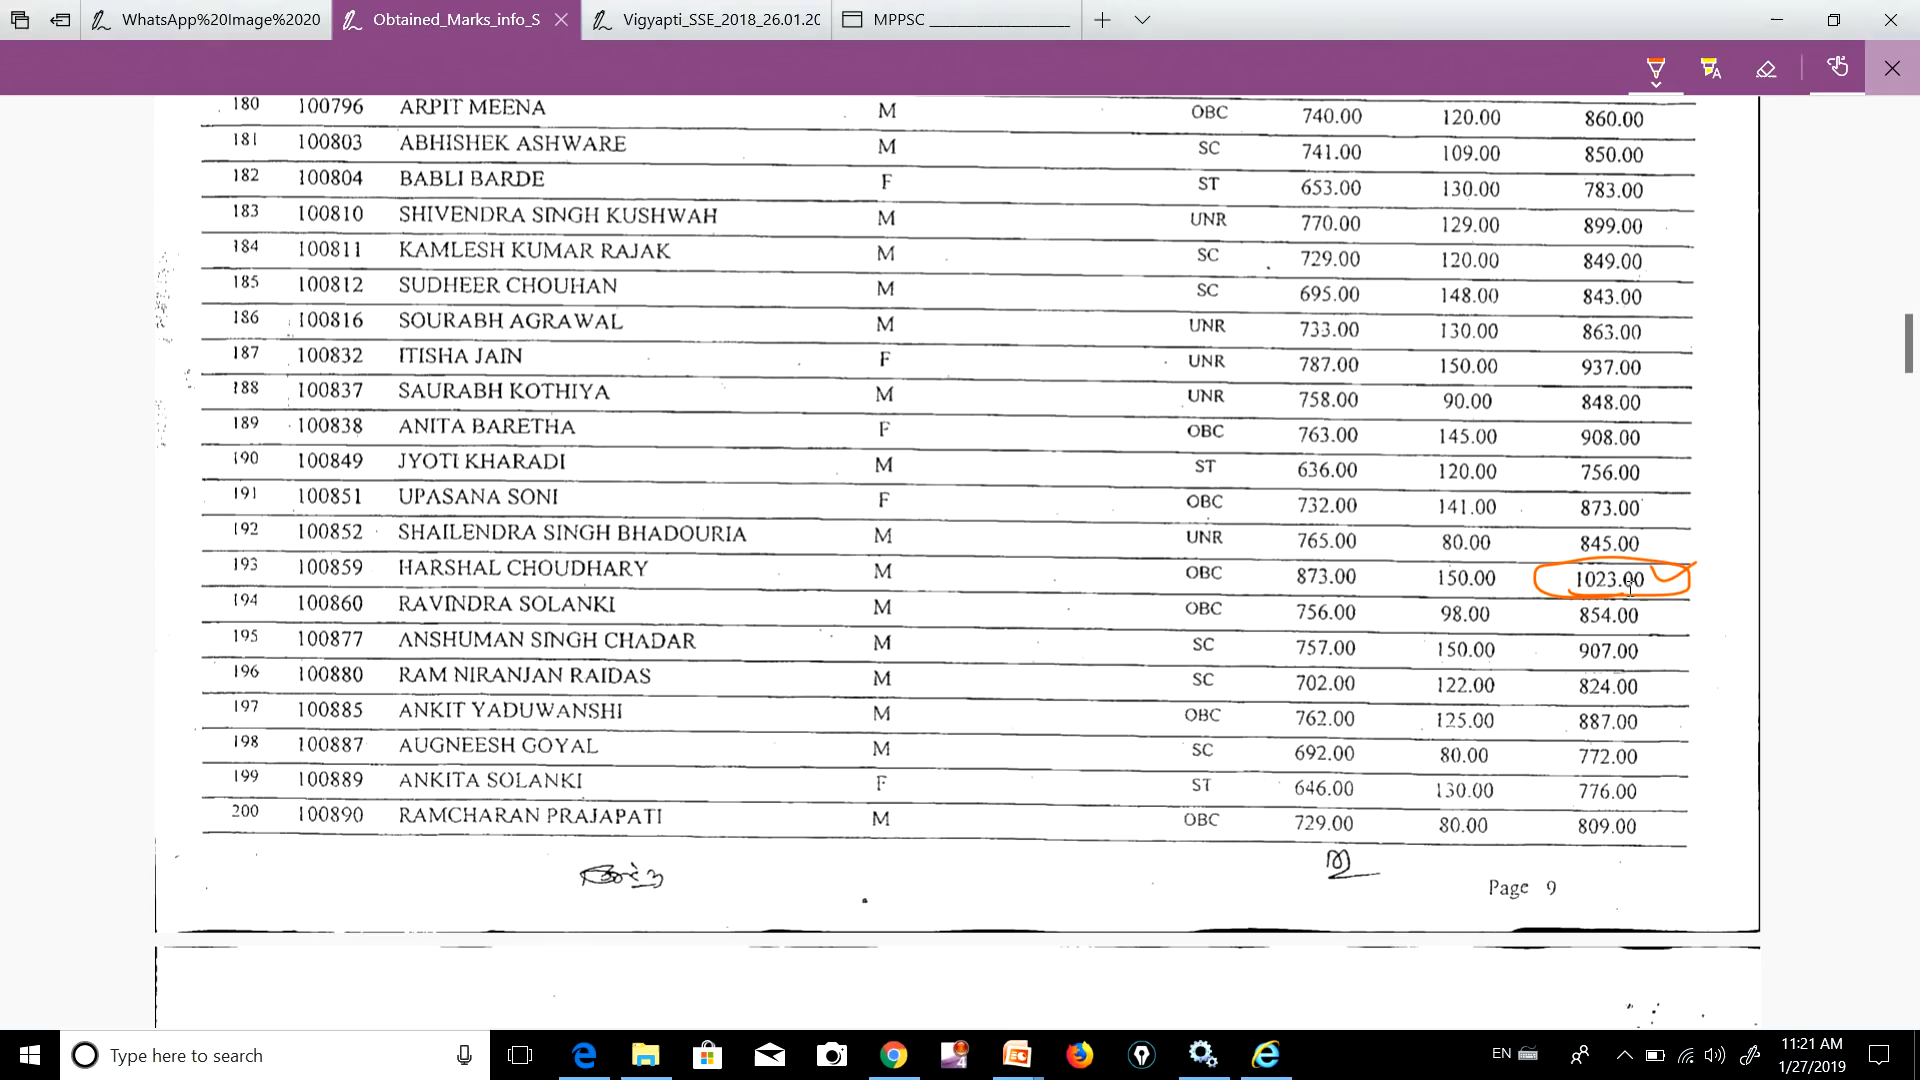 WhatsApp%20Image%2020 Obtained_Marks_info_S Vigyapti_SSE_2018_26.01.20 MPPSC
180 100796 ARPIT MEENA M OBC 740.00 120.00 860.00
181 100803 ABHISHEK ASHWARE M SC 741.00 109.00 850.00
182 100804 BABLI BARDE F ST 653.00 130.00 783.00
183 100810 SHIVENDRA SINGH KUSHWAH M UNR 770.00 129.00 899.00
184 100811 KAMLESH KUMAR RAJAK M SC 729.00 120.00 849.00
185 100812 SUDHEER CHOUHAN M SC 695.00 148.00 843.00
186 100816 SOURABH AGRAWAL M UNR 733.00 130.00 863.00
187 100832 ITISHA JAIN F UNR 787.00 150.00 937.00
188 100837 SAURABH KOTHIYA M UNR 758.00 90.00 848.00
189 100838 ANITA BARETHA F OBC 763.00 145.00 908.00
190 100849 JYOTI KHARADI M ST 636.00 120.00 756.00
191 100851 UPASANA SONI F OBC 732.00 141.00 873.00
192 100852 SHAILENDRA SINGH BHADOURIA M UNR 765.00 80.00 845.00
193 100859 HARSHAL CHOUDHARY M OBC 873.00 150.00 1023.00
194 100860 RAVINDRA SOLANKI M OBC 756.00 98.00 854.00
195 100877 ANSHUMAN SINGH CHADAR M SC 757.00 150.00 907.00
196 100880 RAM NIRANJAN RAIDAS M SC 702.00 122.00 824.00
197 100885 ANKIT YADUWANSHI M OBC 762.00 125.00 887.00
198 100887 AUGNEESH GOYAL M SC 692.00 80.00 772.00
199 100889 ANKITA SOLANKI F ST 646.00 130.00 776.00
200 100890 RAMCHARAN PRAJAPATI M OBC 729.00 80.00 809.00
Page 9
Type here to search EN 11:21 AM
1/27/2019